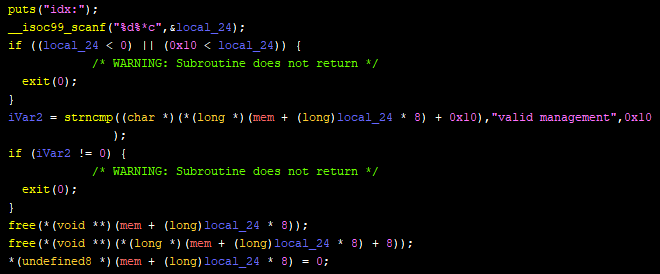 puts("idx:");
__isoc99_scanf("%d%*c",&local_24);
if ((local_24 < 0) || (0x10 < local_24)) {
/* WARNING: Subroutine does not return */
exit(0);
}
iVar2 = strncmp((char *)(*(long *)(mem + (long)local_24 * 8) + 0x10),"valid management",0x10
);
if (iVar2 != 0) {
/* WARNING: Subroutine does not return */
exit(0);
}
free(*(void **)(mem + (long)local_24 * 8));
free(*(void **)(*(long *)(mem + (long)local_24 * 8) + 8));
*(undefined8 *)(mem + (long)local_24 * 8) = 0;